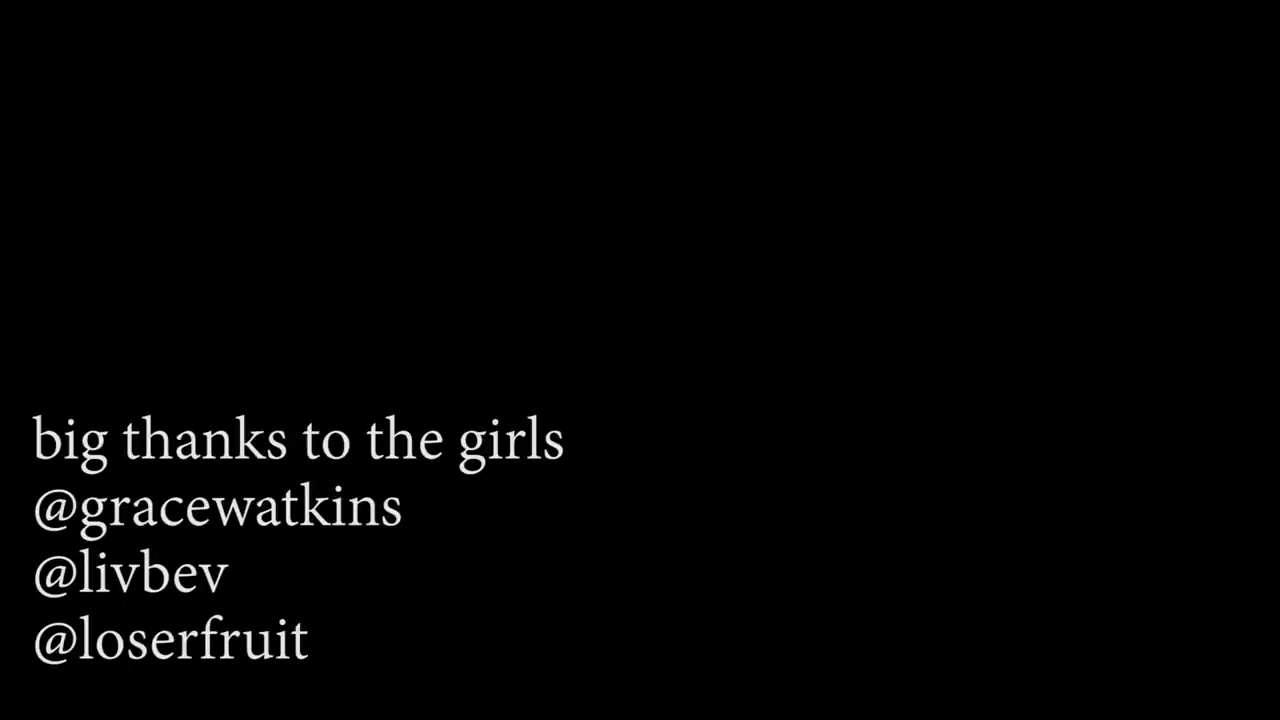 big thanks to the girls
@gracewatkins
@livbev
@loserfruit